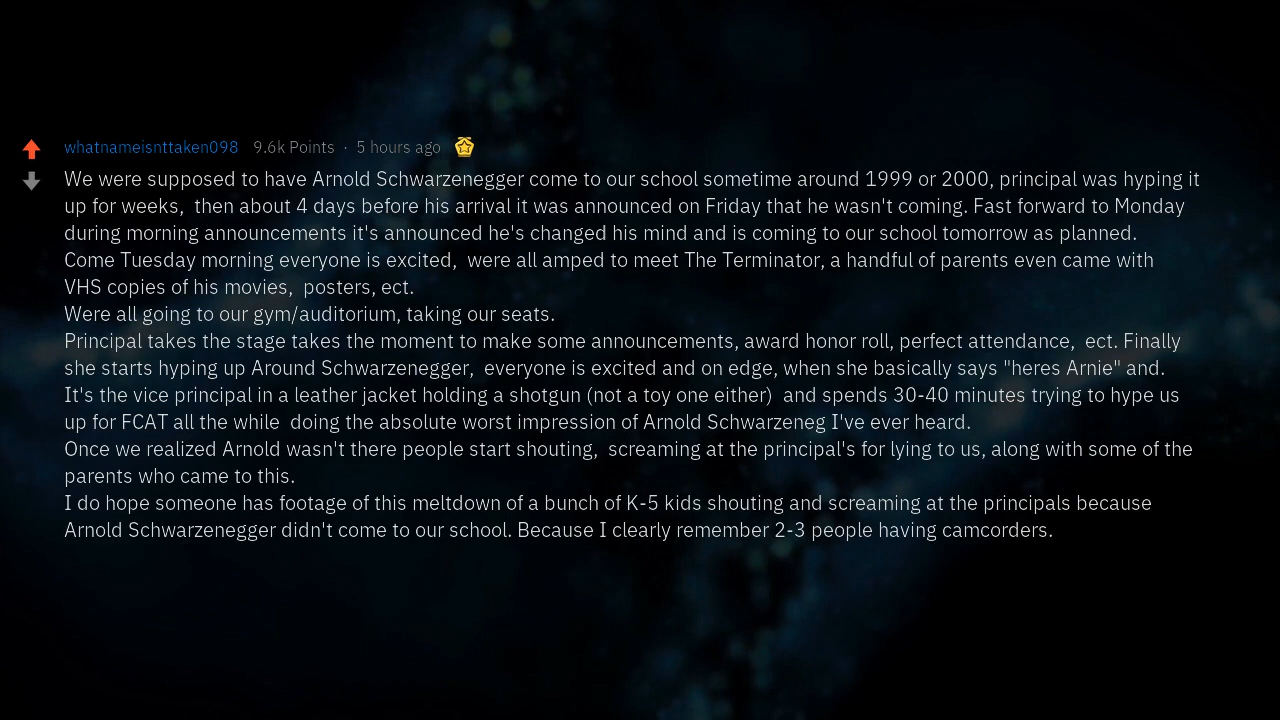 whatnameisnttaken098 9.6k Points · 5 hours ago
We were supposed to have Arnold Schwarzenegger come to our school sometime around 1999 or 2000, principal was hyping it
up for weeks,  then about 4 days before his arrival it was announced on Friday that he wasn't coming. Fast forward to Monday
during morning announcements it's announced he's changed his mind and is coming to our school tomorrow as planned.
Come Tuesday morning everyone is excited,  were all amped to meet The Terminator, a handful of parents even came with
VHS copies of his movies,  posters, ect.
Were all going to our gym/auditorium, taking our seats.
Principal takes the stage takes the moment to make some announcements, award honor roll, perfect attendance,  ect. Finally
she starts hyping up Around Schwarzenegger,  everyone is excited and on edge, when she basically says "heres Arnie" and.
It's the vice principal in a leather jacket holding a shotgun (not a toy one either)  and spends 30-40 minutes trying to hype us
up for FCAT all the while  doing the absolute worst impression of Arnold Schwarzeneg I've ever heard.
Once we realized Arnold wasn't there people start shouting,  screaming at the principal's for lying to us, along with some of the
parents who came to this.
I do hope someone has footage of this meltdown of a bunch of K-5 kids shouting and screaming at the principals because
Arnold Schwarzenegger didn't come to our school. Because I clearly remember 2-3 people having camcorders.